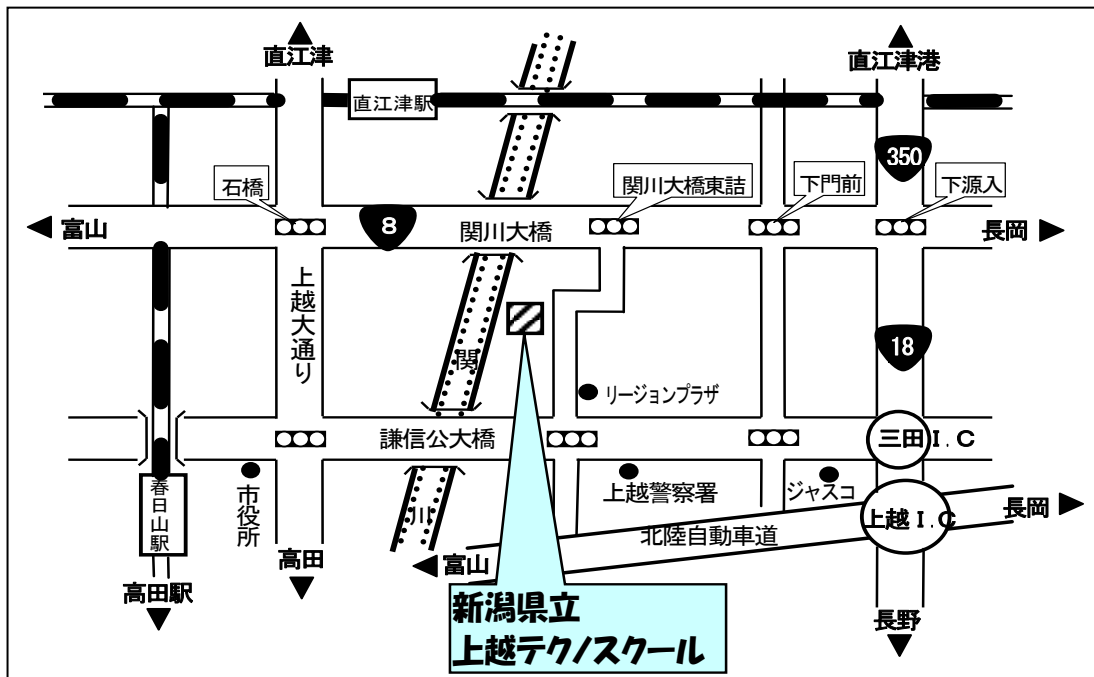 直江津
直江津港
直江津駅
350
石橋
関川大橋東詰
下門前
下源入
富山
8
関川大橋
長岡
上越大通り
18
関
リージョンプラザ
謙信公大橋
三田I.C
春日山駅
市役所
川
上越警察署
ジャスコ
上越I.C
長岡
北陸自動車道
富山
高田
高田駅
長野
新潟県立
上越テクノスクール